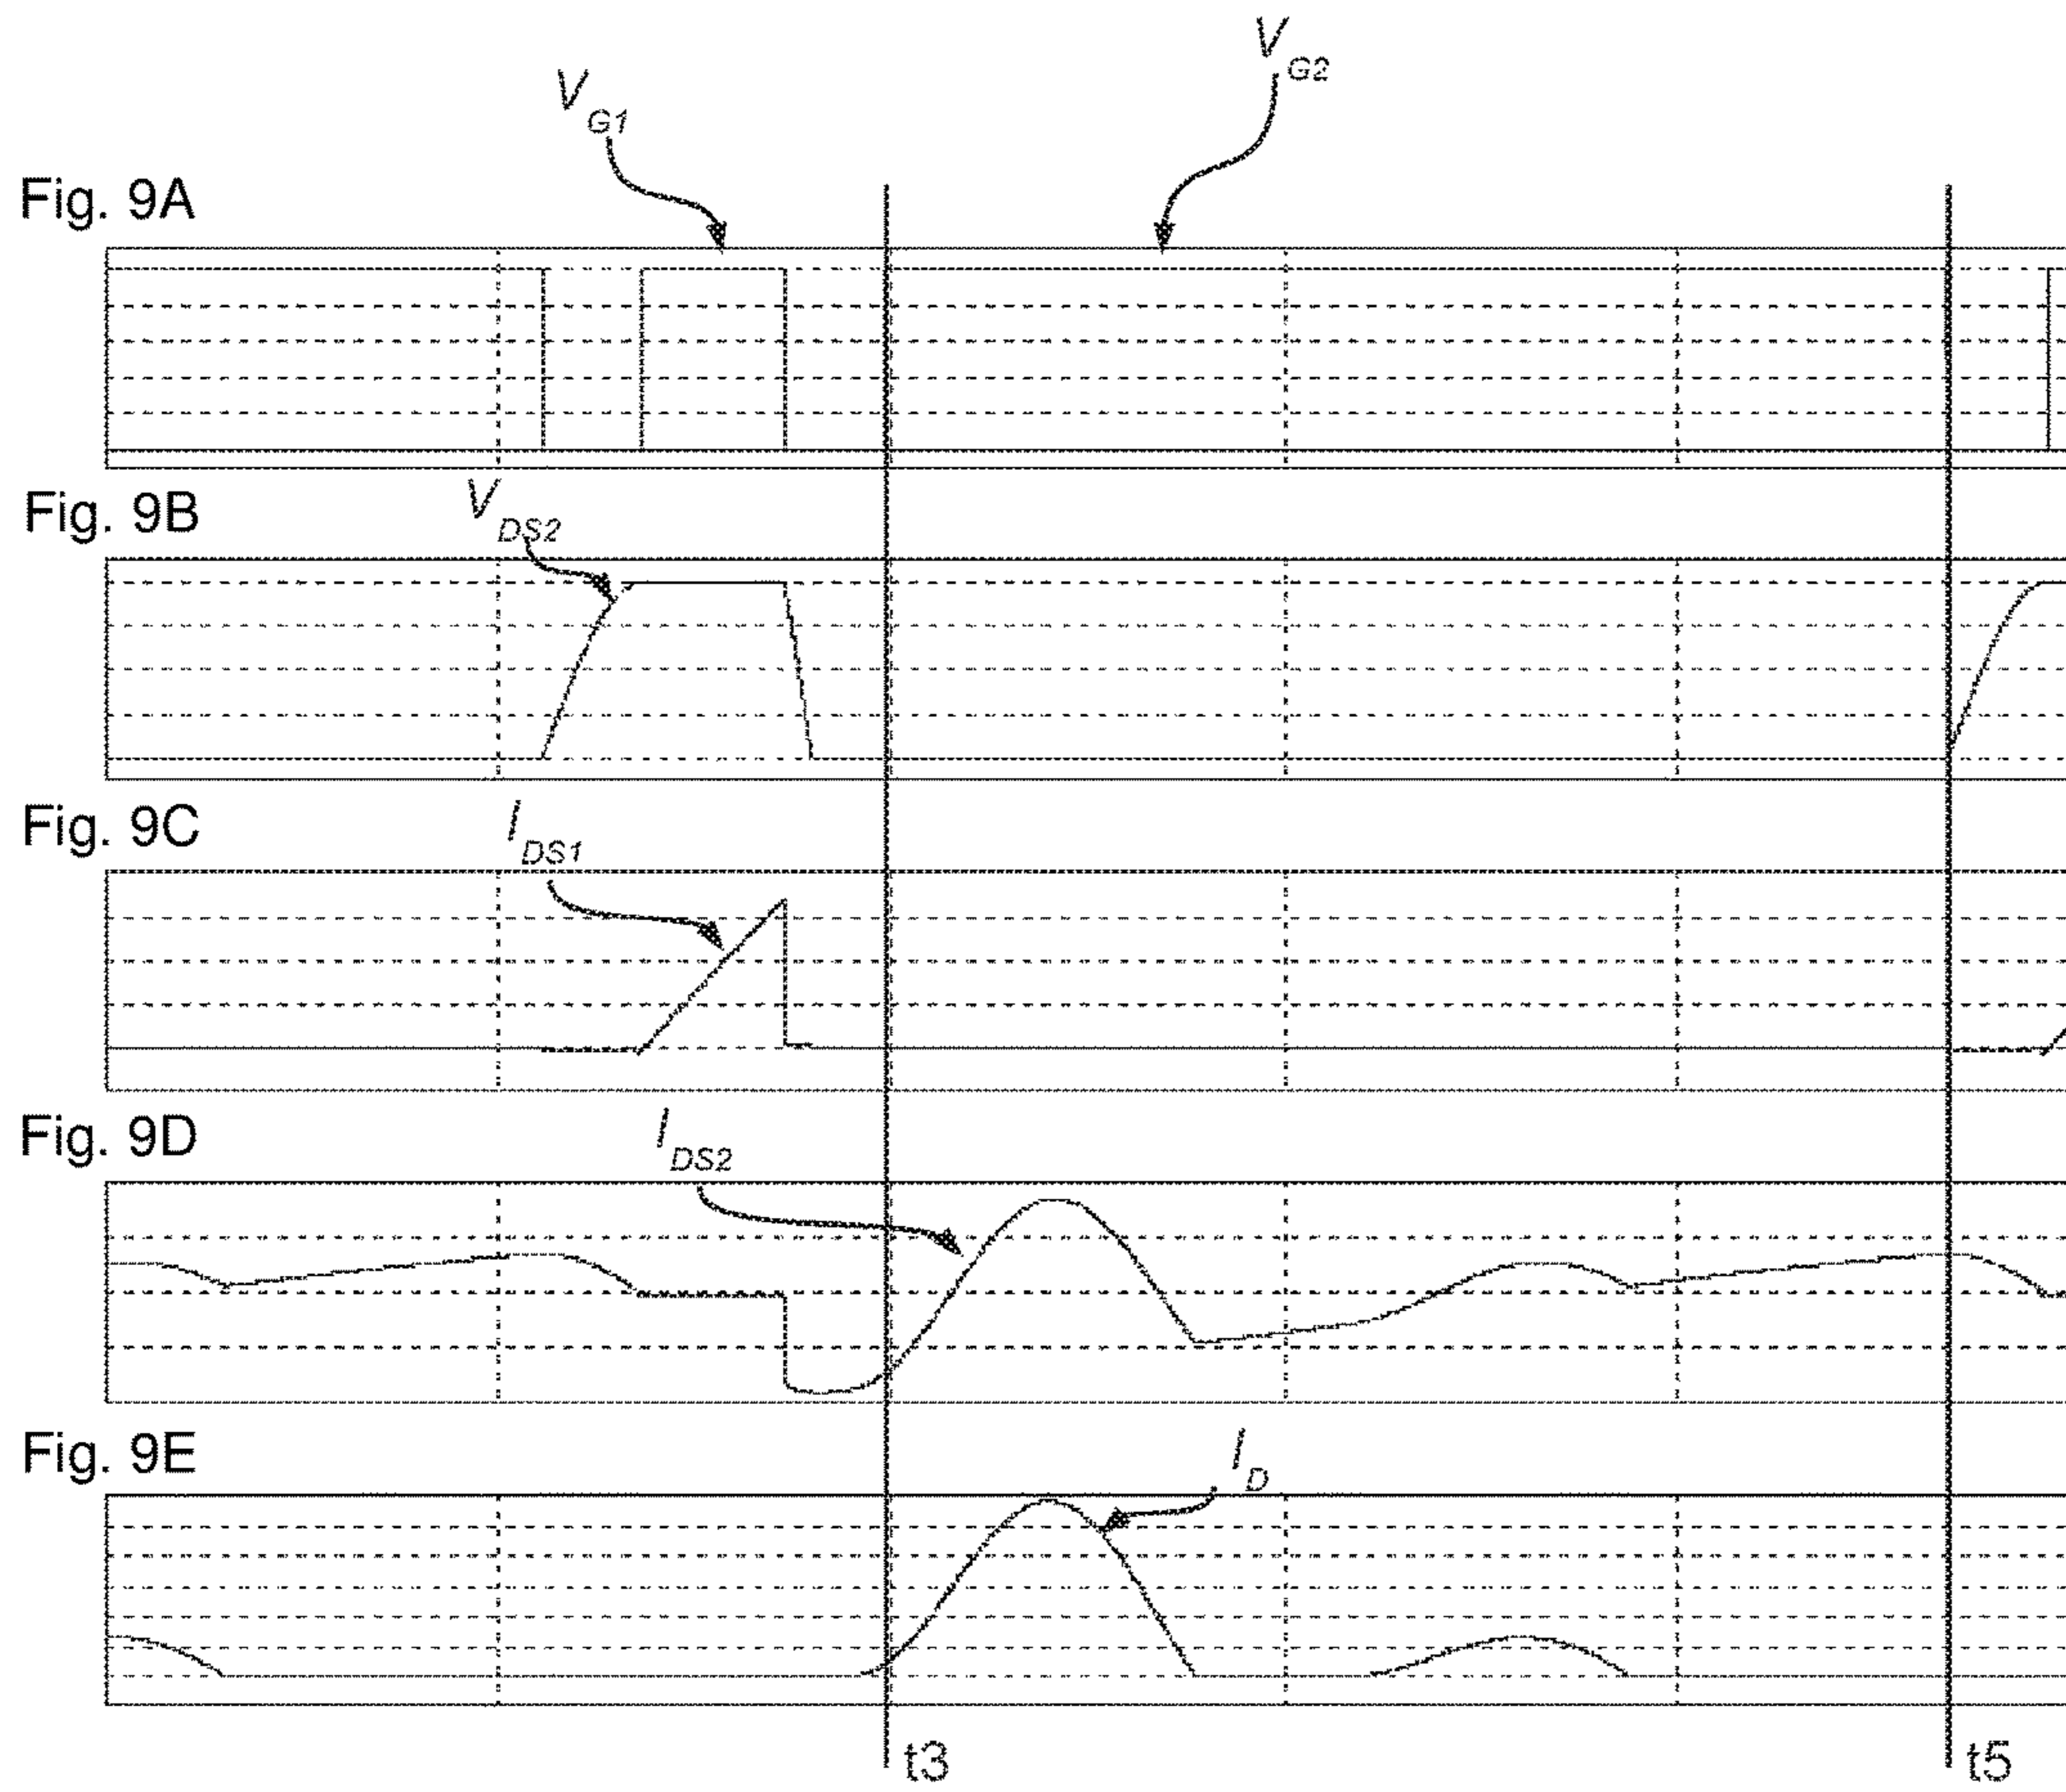 V G2
V G1
Fig. 9A
Fig. 9B
V DS2
Fig. 9C
I DS1
Fig. 9D
I DS2
Fig. 9E
I D
t3
t5